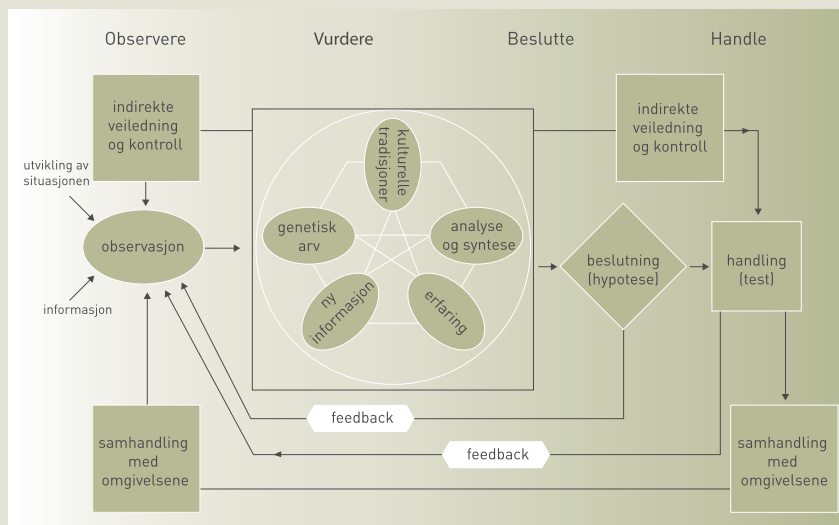 Observere
Vurdere
Beslutte
Handle
indirekte
veiledning
og kontroll
utvikling av
situasjonen
observasjon
informasjon
samhandling
med
omgivelsene
kulturelle
tradisjoner
genetisk
arv
analyse
og syntese
ny
informasjon
erfaring
indirekte
veiledning
og kontroll
beslutning
(hypotese)
handling
(test)
feedback
feedback
samhandling
med
omgivelsene